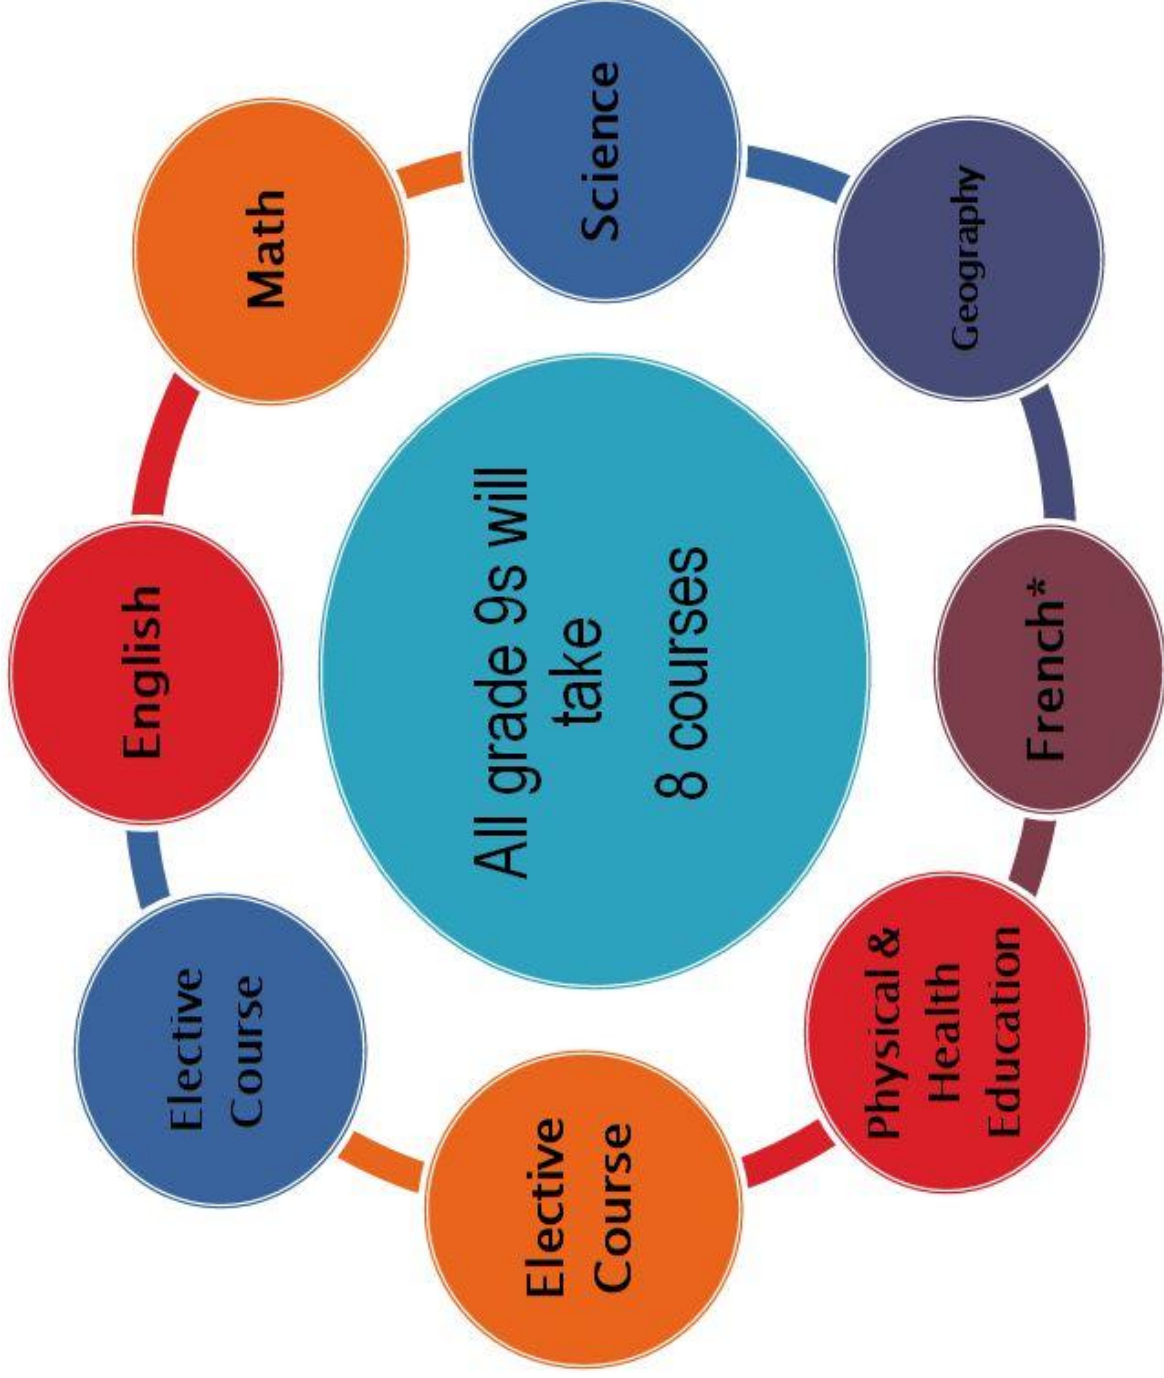 All grade 9s will
take
8 courses
English
Math
Science
Geography
French*
Physical &
Health
Education
Elective
Course
Elective
Course